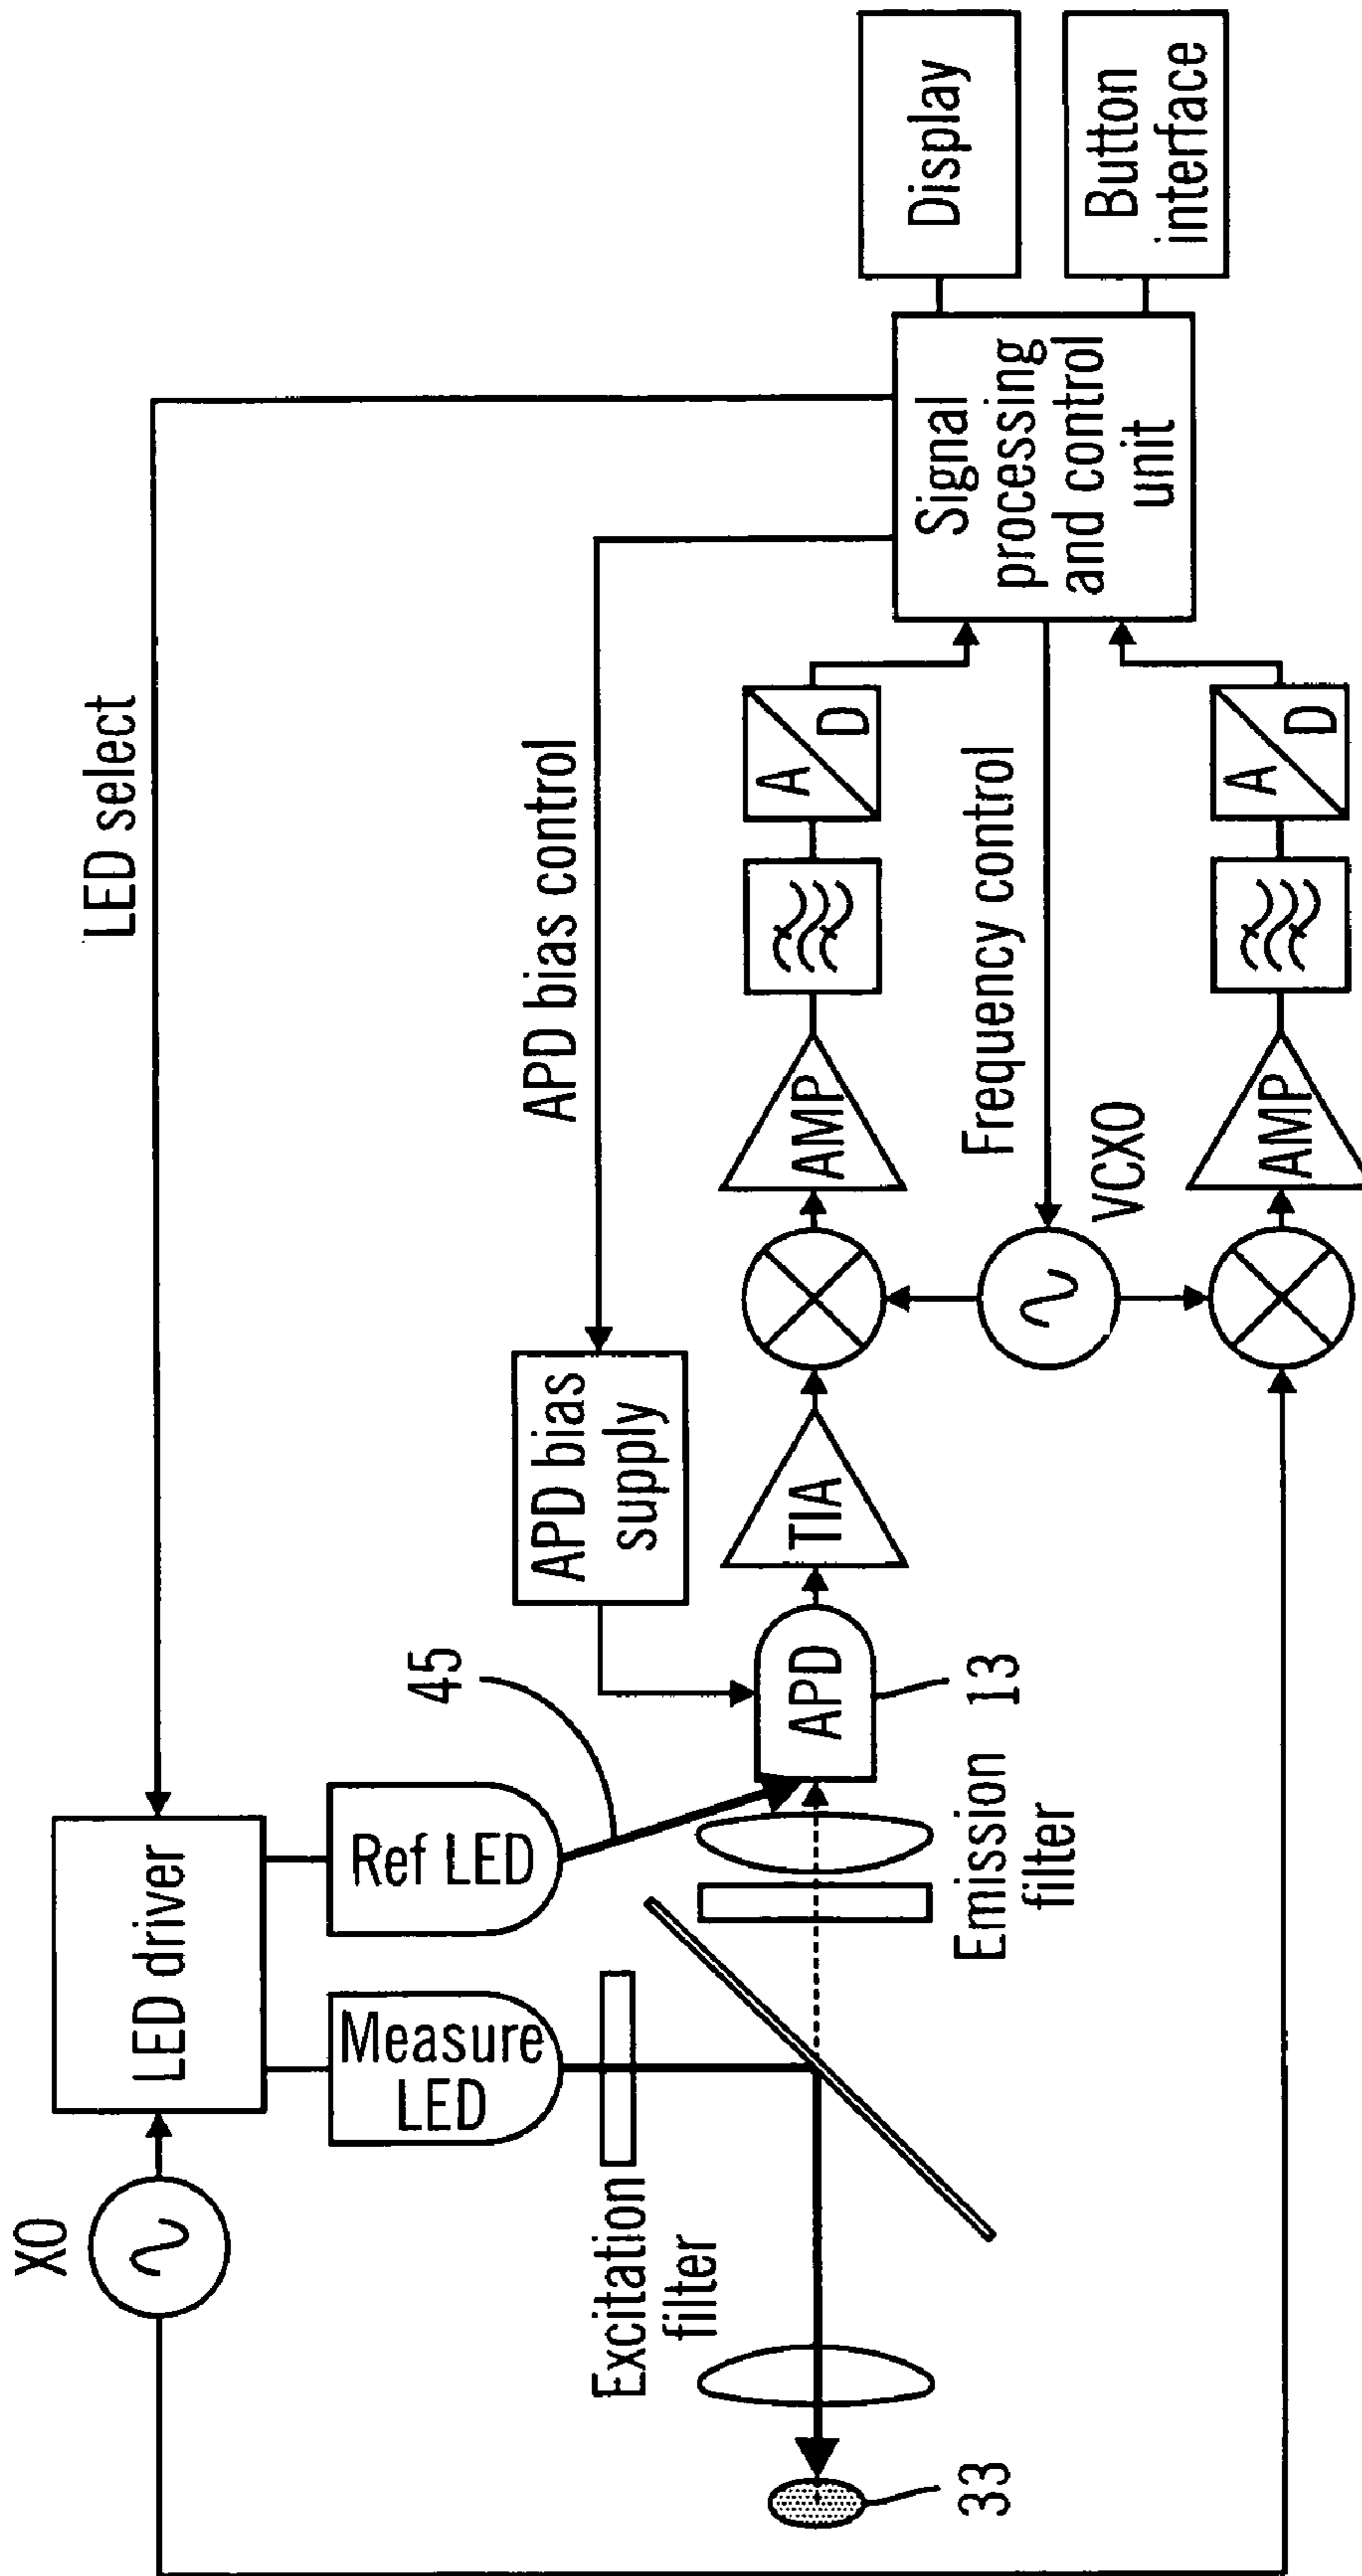 XO
LED driver
LED select
Measure
LED
Ref LED
45
Excitation
filter
33
Emission
filter
APD
13
APD bias
supply
APD bias control
TIA
AMP
A
D
VCXO
Frequency control
AMP
A
D
Signal
processing
and control
unit
Display
Button
interface